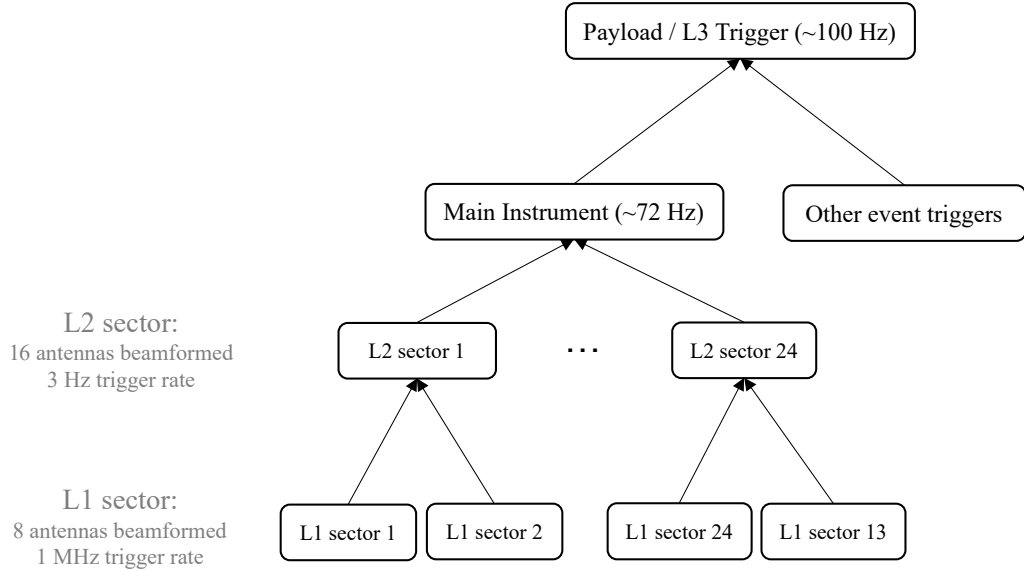 Payload / L3 Trigger (~100 Hz)
Main Instrument (~72 Hz)
Other event triggers
L2 sector:
16 antennas beamformed
3 Hz trigger rate
L2 sector 1
...
L2 sector 24
L1 sector:
8 antennas beamformed
1 MHz trigger rate
L1 sector 1
L1 sector 2
L1 sector 24
L1 sector 13